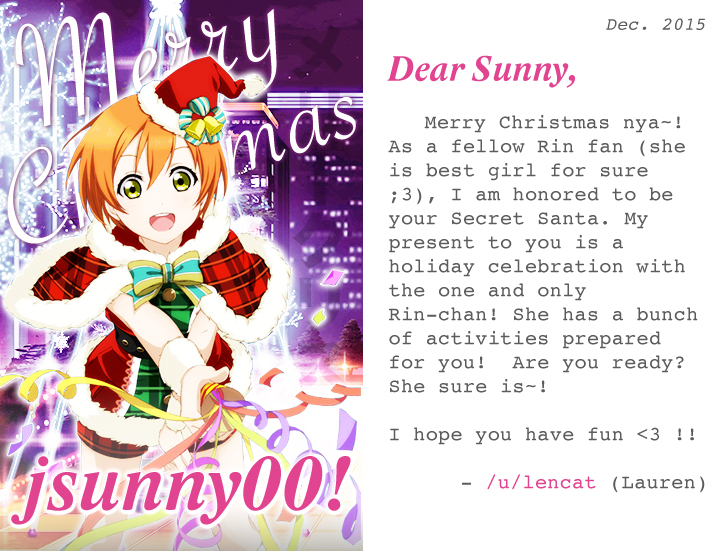 Merry
Christmas
jsunny00!
Dec. 2015
Dear Sunny,
Merry Christmas nya~!
As a fellow Rin fan (she
is best girl for sure
;3), I am honored to be
your Secret Santa. My
present to you is a
holiday celebration with
the one and only
Rin-chan! She has a bunch
of activities prepared
for you!  Are you ready?
She sure is~!
I hope you have fun <3 !!
- /u/lencat (Lauren)